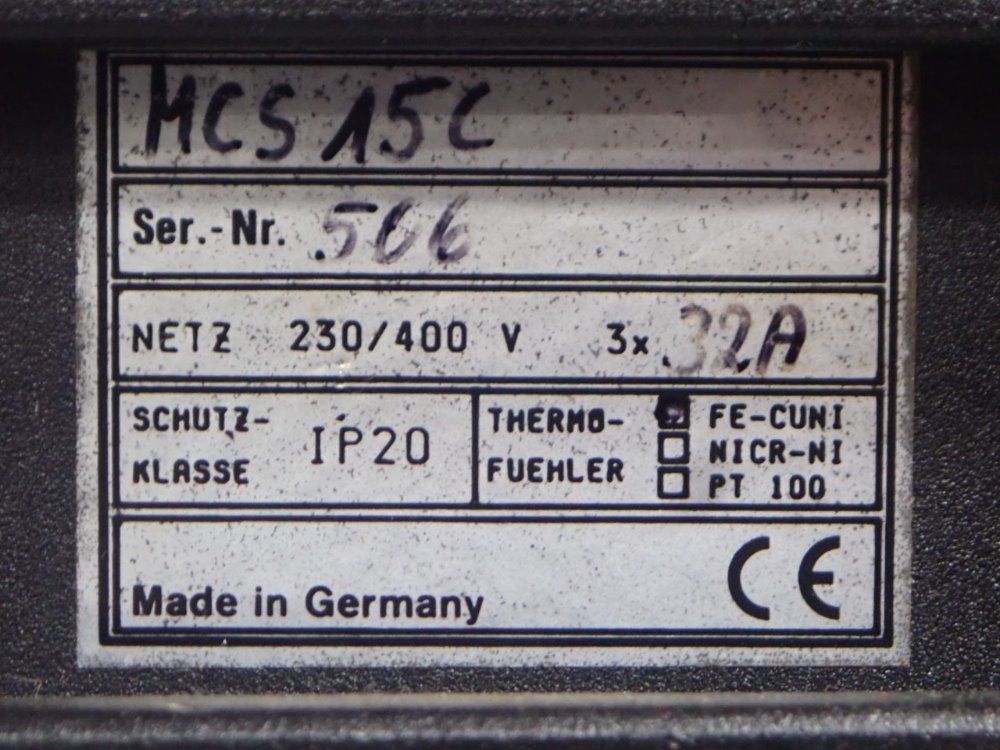 MCS 15C
Ser.-Nr. 506
NETZ 230/400 V 3x 32A
SCHUTZ-
KLASSE
IP20
THERMO-
FUEHLER
FE-CUNI
NICR-NI
PT 100
Made in Germany
CE